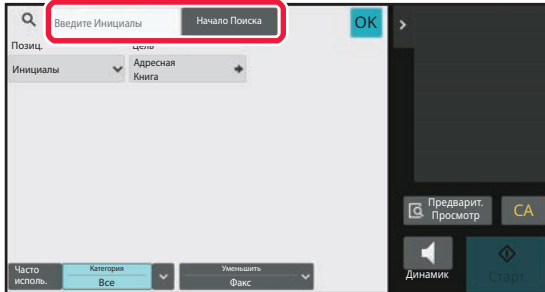 Введите Инициалы
Начало Поиска
OK
Позиц.
Цель
Инициалы
Адресная
Книга
Предварит.
Просмотр
CA
Часто
исполь.
Категория
Все
Уменьшить
Факс
Динамик
Старт